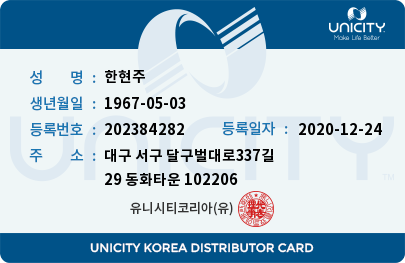 UNICITY
Make Life Better
성 명 : 한현주
생년월일 : 1967-05-03
등록번호 : 202384282 등록일자 : 2020-12-24
주 소 : 대구 서구 달구벌대로337길
29 동화타운 102206
UNICITY
TM
유니시티코리아(유)
UNICITY KOREA DISTRIBUTOR CARD